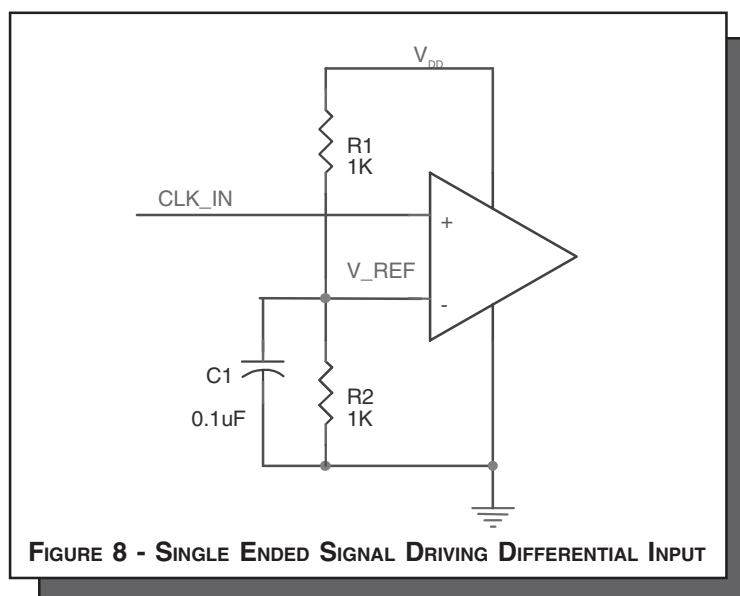 VDD
R1
1K
CLK_IN
+
V_REF
-
C1
0.1uF
R2
1K
FIGURE 8 - SINGLE ENDED SIGNAL DRIVING DIFFERENTIAL INPUT